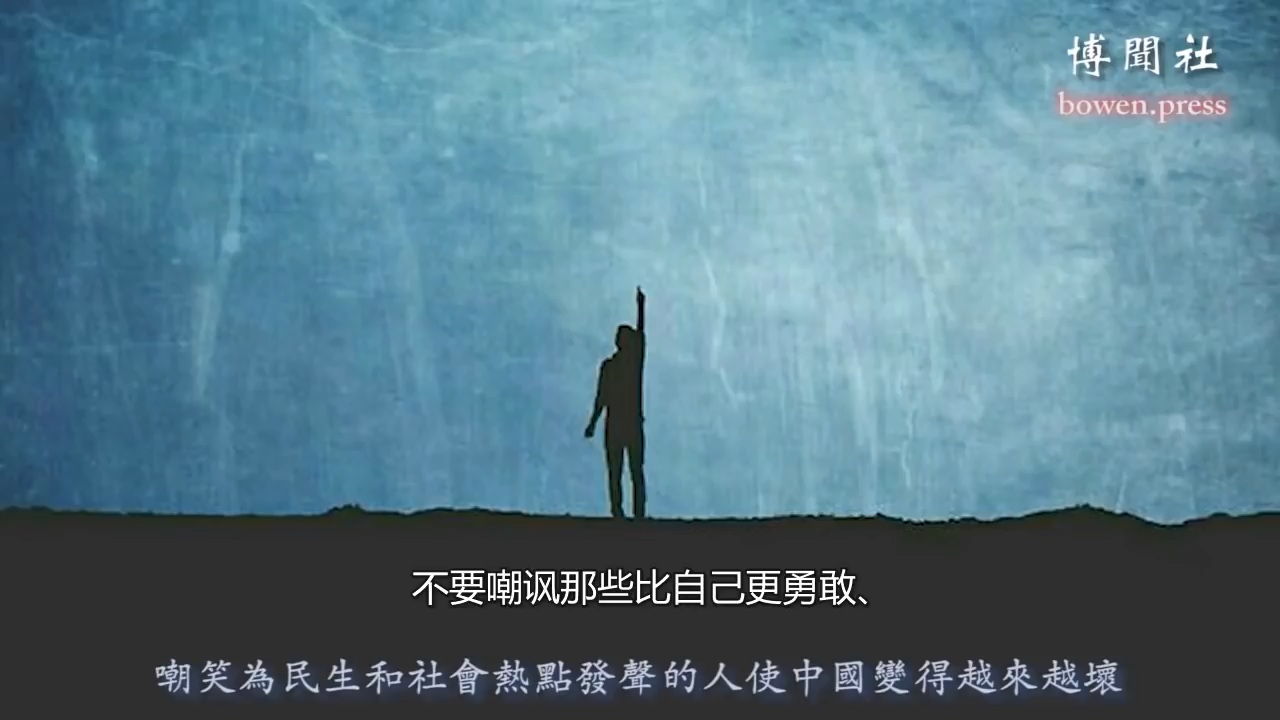 博聞社
bowen.press
不要嘲讽那些比自己更勇敢、
嘲笑為民生和社會熱點發聲的人使中國變得越來越壞